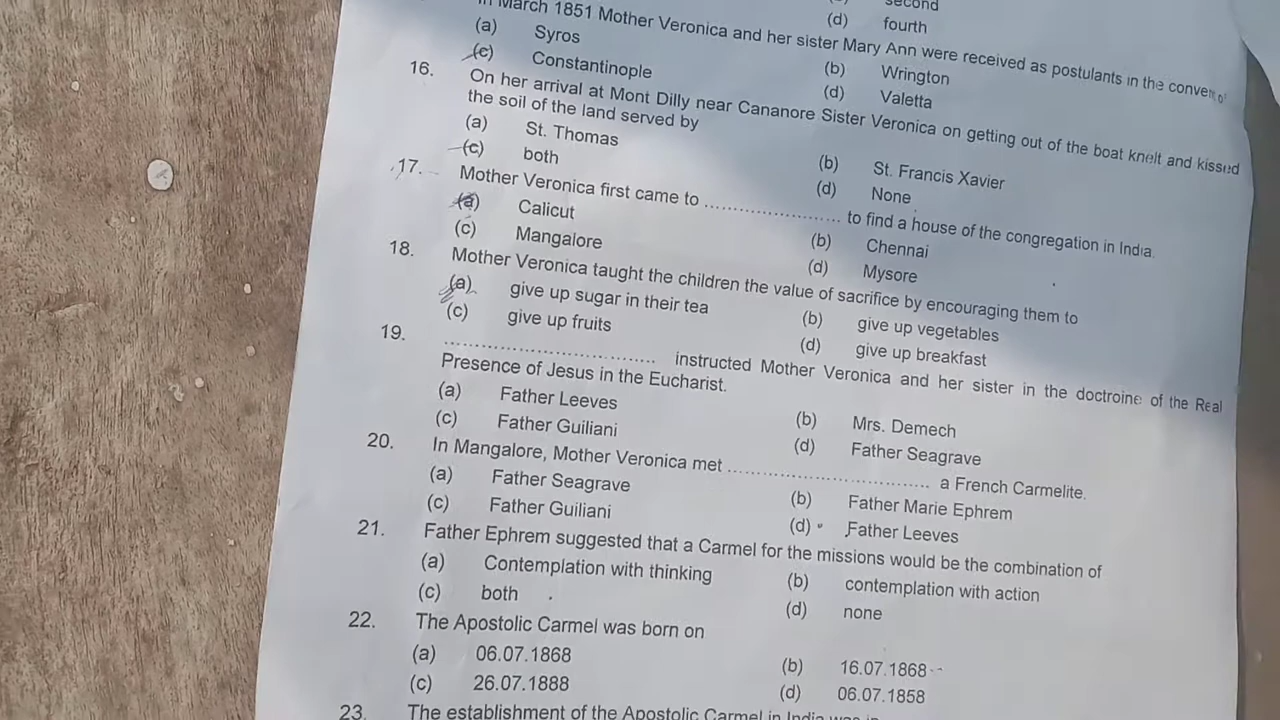 second
(d) fourth
In March 1851 Mother Veronica and her sister Mary Ann were received as postulants in the convent of
(a) Syros (b) Wrington
(c) Constantinople (d) Valetta
16. On her arrival at Mont Dilly near Cananore Sister Veronica on getting out of the boat knelt and kissed
the soil of the land served by
(a) St. Thomas (b) St. Francis Xavier
(c) both (d) None
17. Mother Veronica first came to ........................ to find a house of the congregation in India.
(a) Calicut (b) Chennai
(c) Mangalore (d) Mysore
18. Mother Veronica taught the children the value of sacrifice by encouraging them to
(a) give up sugar in their tea (b) give up vegetables
(c) give up fruits (d) give up breakfast
19. ................................ instructed Mother Veronica and her sister in the doctroine of the Real
Presence of Jesus in the Eucharist.
(a) Father Leeves (b) Mrs. Demech
(c) Father Guiliani (d) Father Seagrave
20. In Mangalore, Mother Veronica met ................................ a French Carmelite.
(a) Father Seagrave (b) Father Marie Ephrem
(c) Father Guiliani (d) Father Leeves
21. Father Ephrem suggested that a Carmel for the missions would be the combination of
(a) Contemplation with thinking (b) contemplation with action
(c) both (d) none
22. The Apostolic Carmel was born on
(a) 06.07.1868 (b) 16.07.1868
(c) 26.07.1888 (d) 06.07.1858
23. The establishment of the Apostolic Carmel in India was in